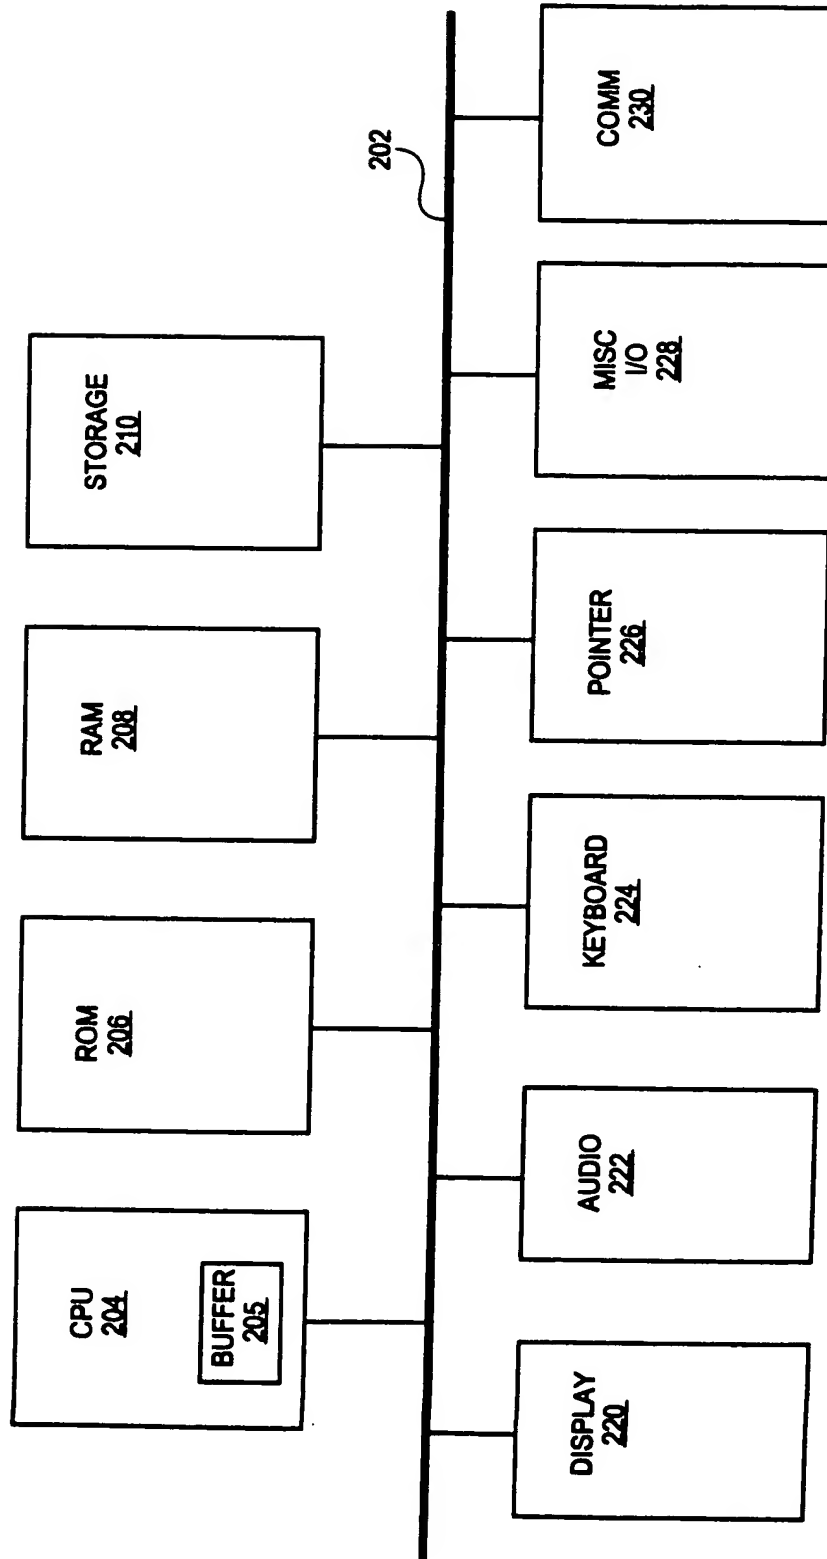 CPU
204
BUFFER
205
ROM
206
RAM
208
STORAGE
210
202
DISPLAY
220
AUDIO
222
KEYBOARD
224
POINTER
226
MISC
I/O
228
COMM
230